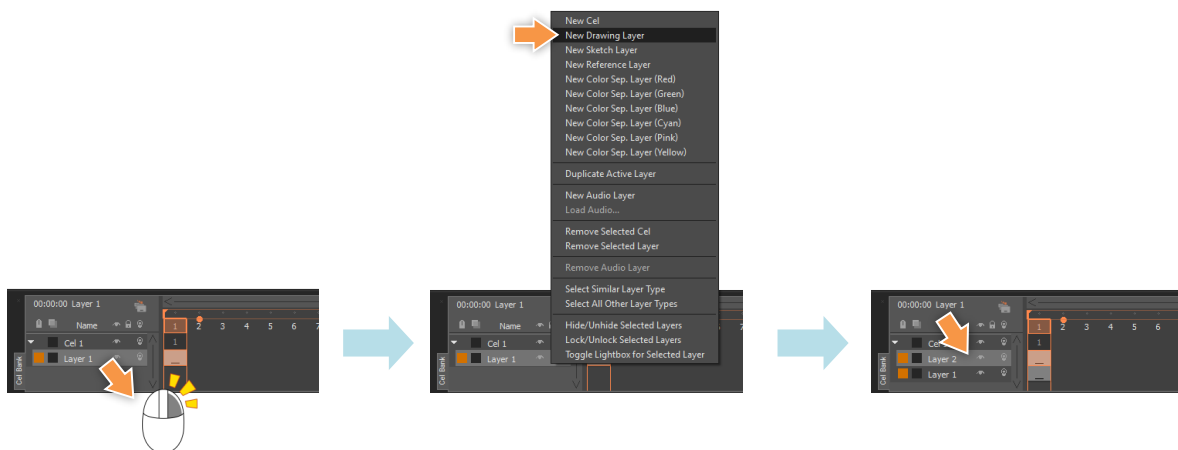 New Cel
New Drawing Layer
New Sketch Layer
New Reference Layer
New Color Sep. Layer (Red)
New Color Sep. Layer (Green)
New Color Sep. Layer (Blue)
New Color Sep. Layer (Cyan)
New Color Sep. Layer (Pink)
New Color Sep. Layer (Yellow)
Duplicate Active Layer
New Audio Layer
Load Audio...
Remove Selected Cel
Remove Selected Layer
Remove Audio Layer
Select Similar Layer Type
Select All Other Layer Types
Hide/Unhide Selected Layers
Lock/Unlock Selected Layers
Toggle Lightbox for Selected Layer
00:00:00 Layer 1
Name 1 2 3 4 5 6
Cel 1 1
Layer 1
Cel Bank
00:00:00 Layer 1
Name
Cel 1
Layer 1
Cel Bank
00:00:00 Layer 1
1 2 3 4 5 6
Cel 1
Layer 2
Layer 1
Cel Bank